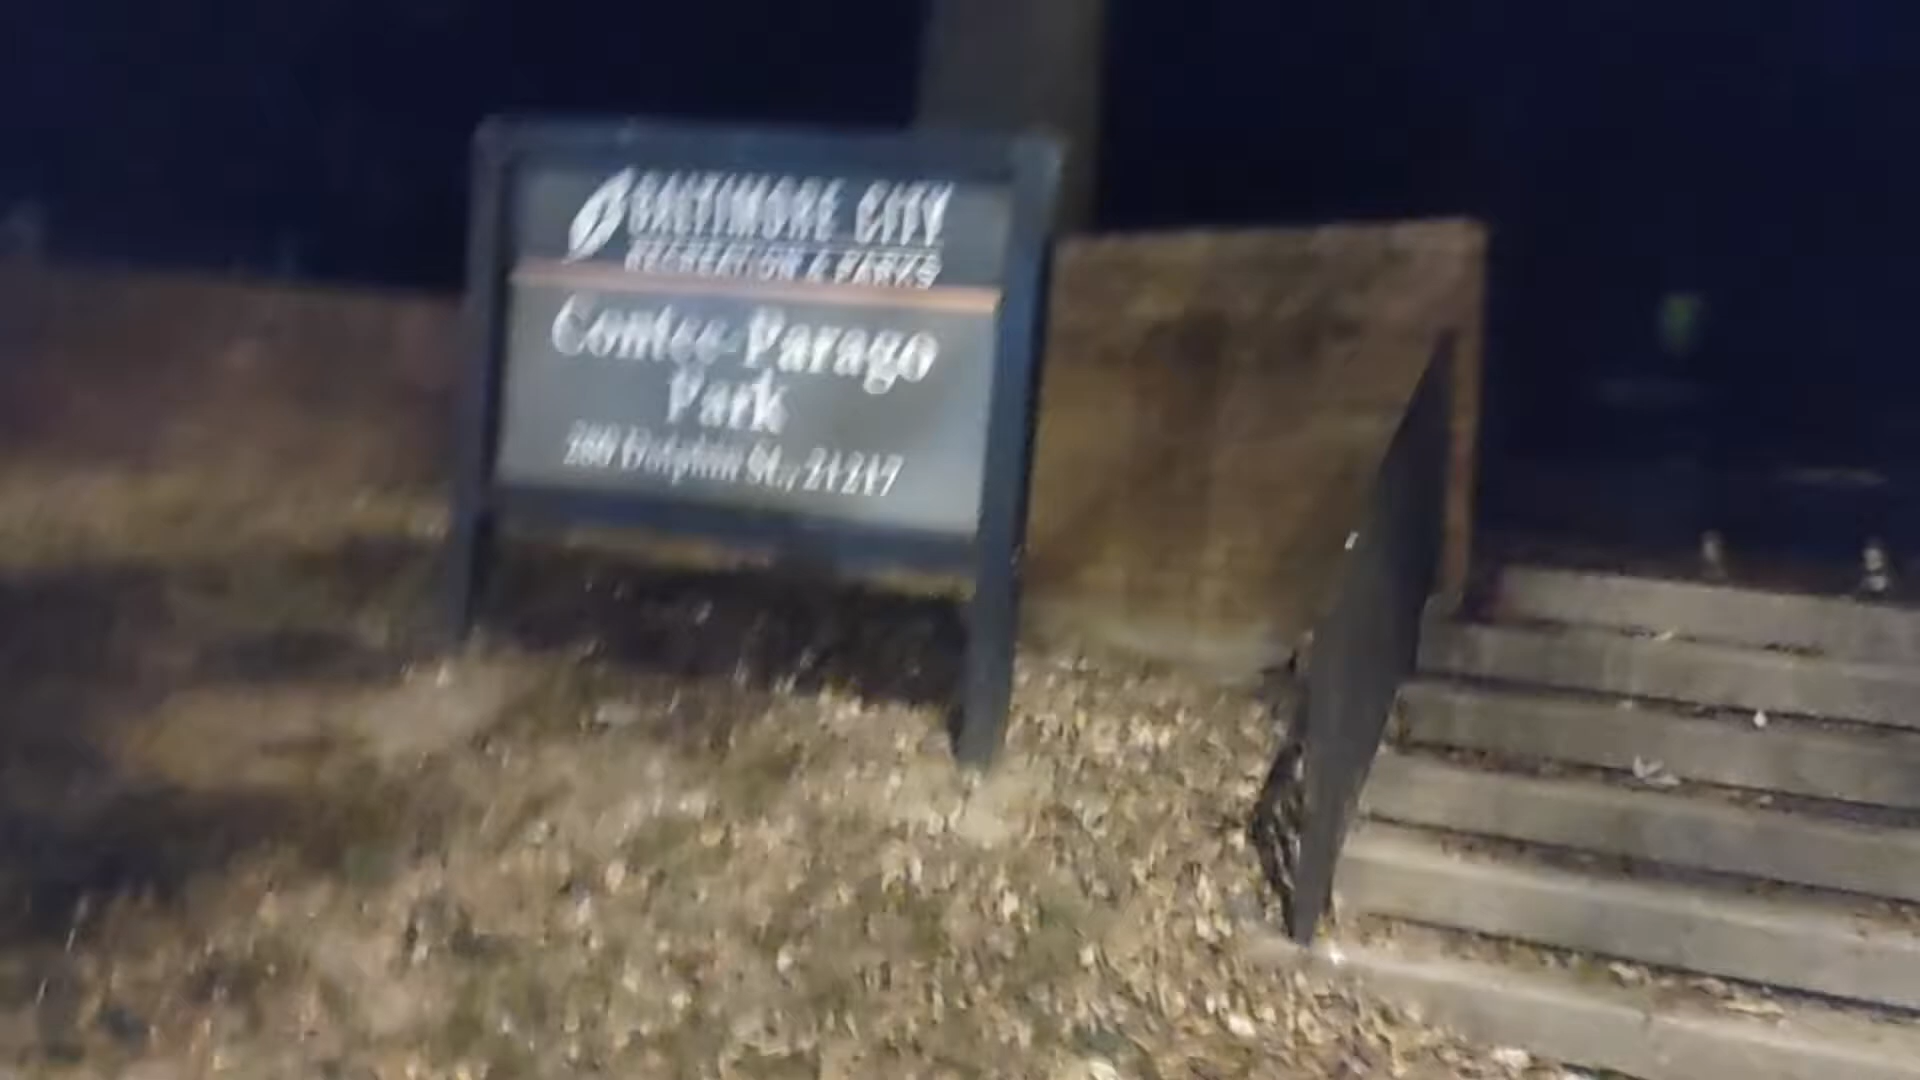 BALTIMORE CITY
RECREATION & PARKS
Contee-Parago
Park
Dolphin St., 21217